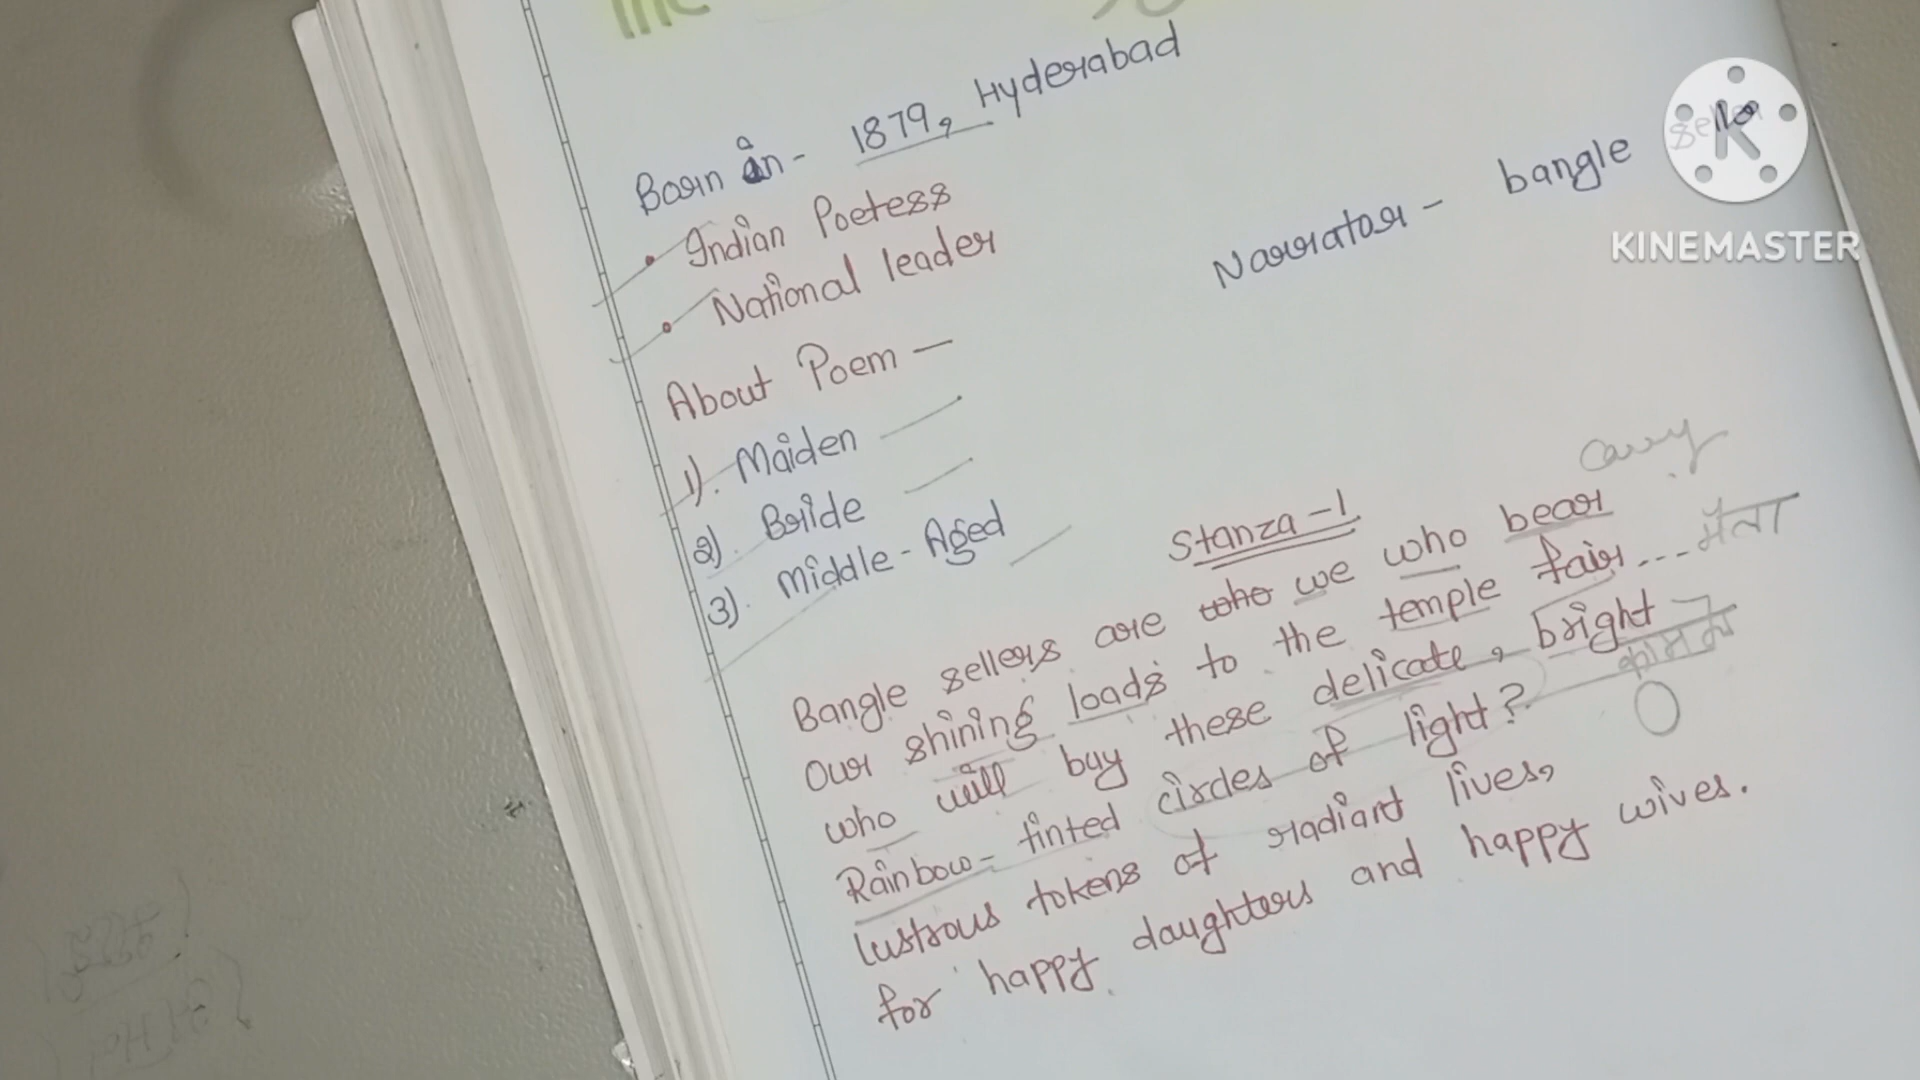 Born in - 1879, Hyderabad
• Indian Poetess
• National leader
Narrator - bangle seller
About Poem —
1). Maiden
2). Bride
3). Middle-Aged
carry
Stanza-1
Bangle sellers are who we who bear
our shining loads to the temple fair... मेला
who will buy these delicate, bright
Rainbow-tinted circles of light?
lustrous tokens of radiant lives,
for happy daughters and happy wives.
KINEMASTER